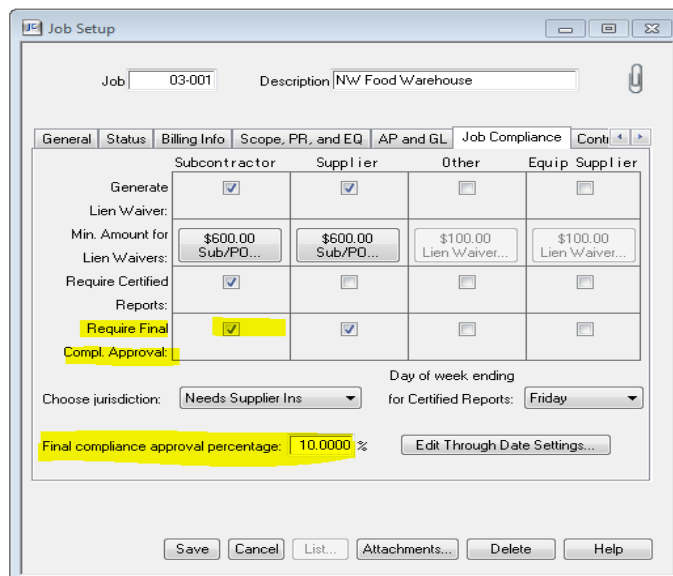 JC Job Setup
Job 03-001 Description NW Food Warehouse
General Status Billing Info Scope, PR, and EQ AP and GL Job Compliance
Subcontractor Supplier Other Equip Supplier
Generate
Lien Waiver:
Min. Amount for
Lien Waivers:
$600.00
Sub/PO...
$600.00
Sub/PO...
$100.00
Lien Waiver...
$100.00
Lien Waiver...
Require Certified
Reports:
Require Final
Compl. Approval:
Day of week ending
Choose jurisdiction: Needs Supplier Ins for Certified Reports: Friday
Final compliance approval percentage: 10.0000 % Edit Through Date Settings...
Save Cancel List... Attachments... Delete Help